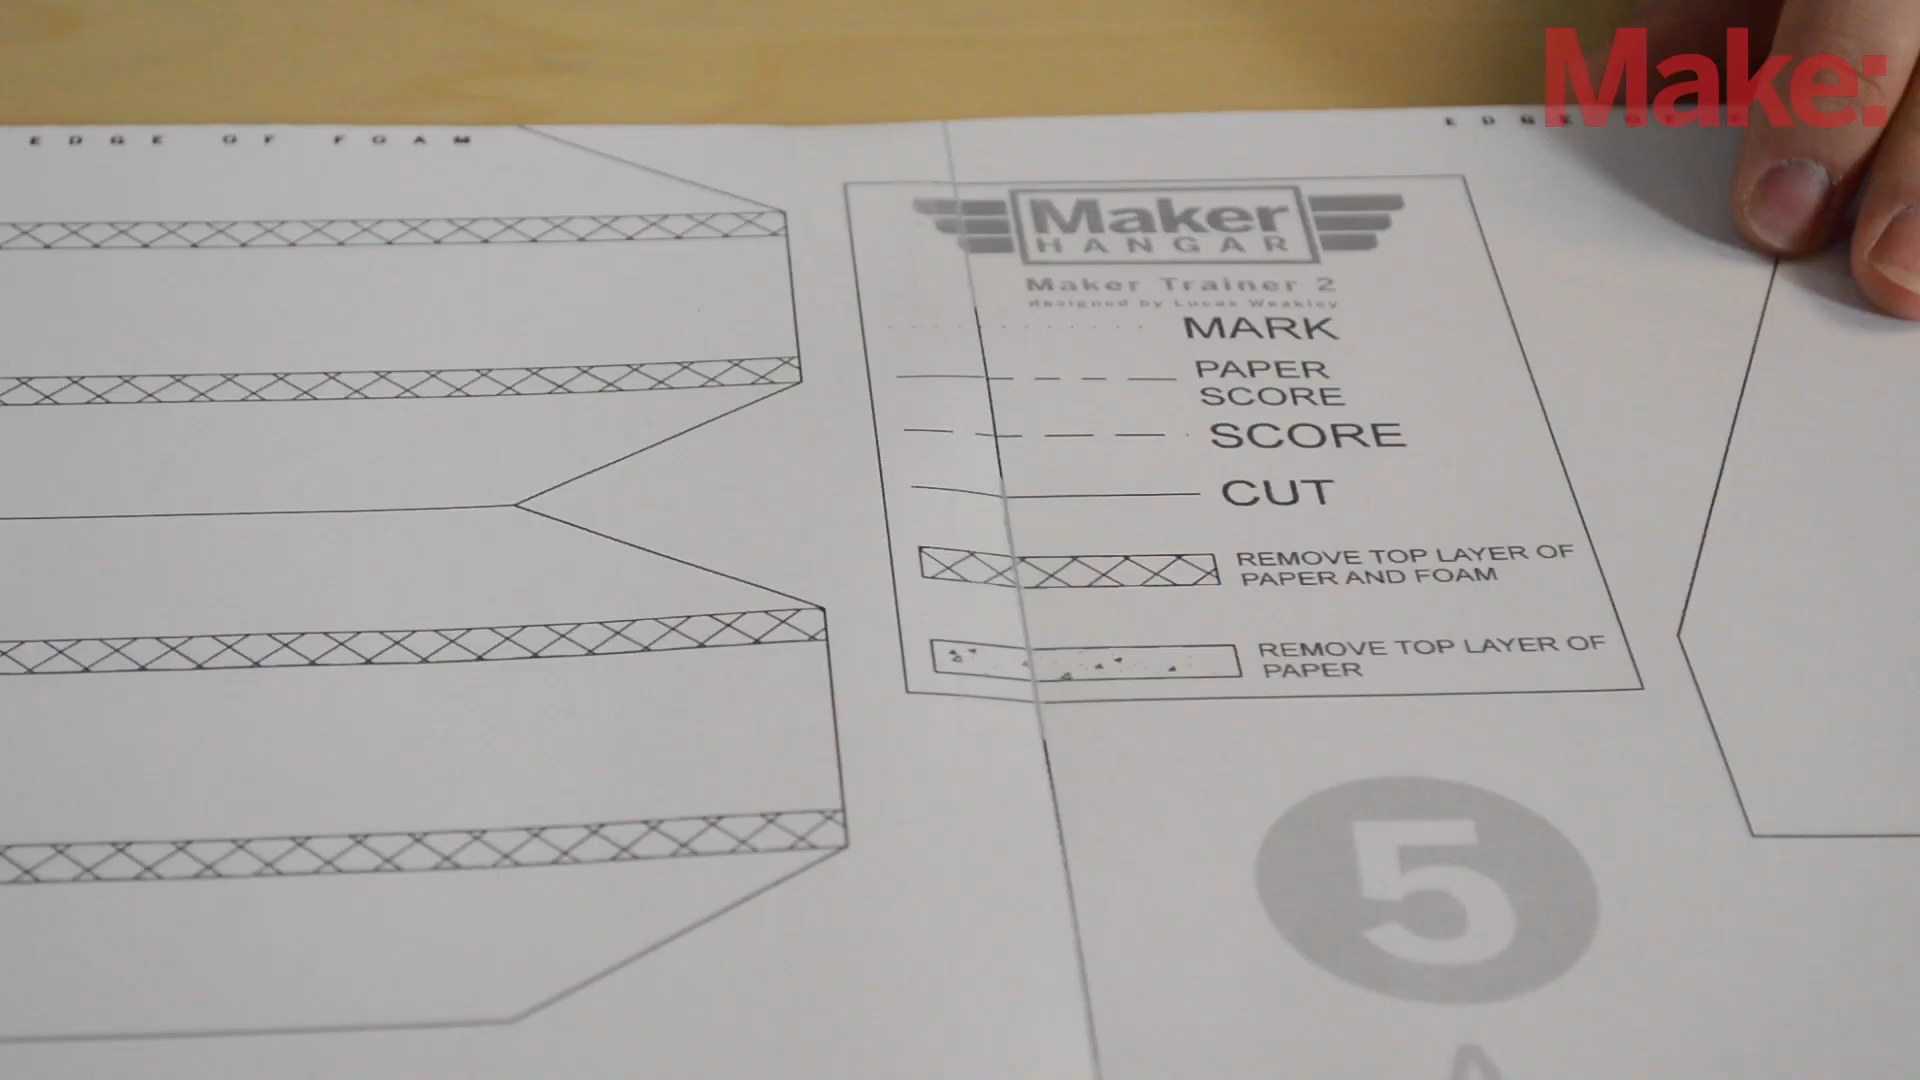 Make:
EDGE OF FOAM
EDGE
Maker
HANGAR
Maker Trainer 2
designed by Lucas Weakley
MARK
PAPER
SCORE
SCORE
CUT
REMOVE TOP LAYER OF
PAPER AND FOAM
REMOVE TOP LAYER OF
PAPER
5
A